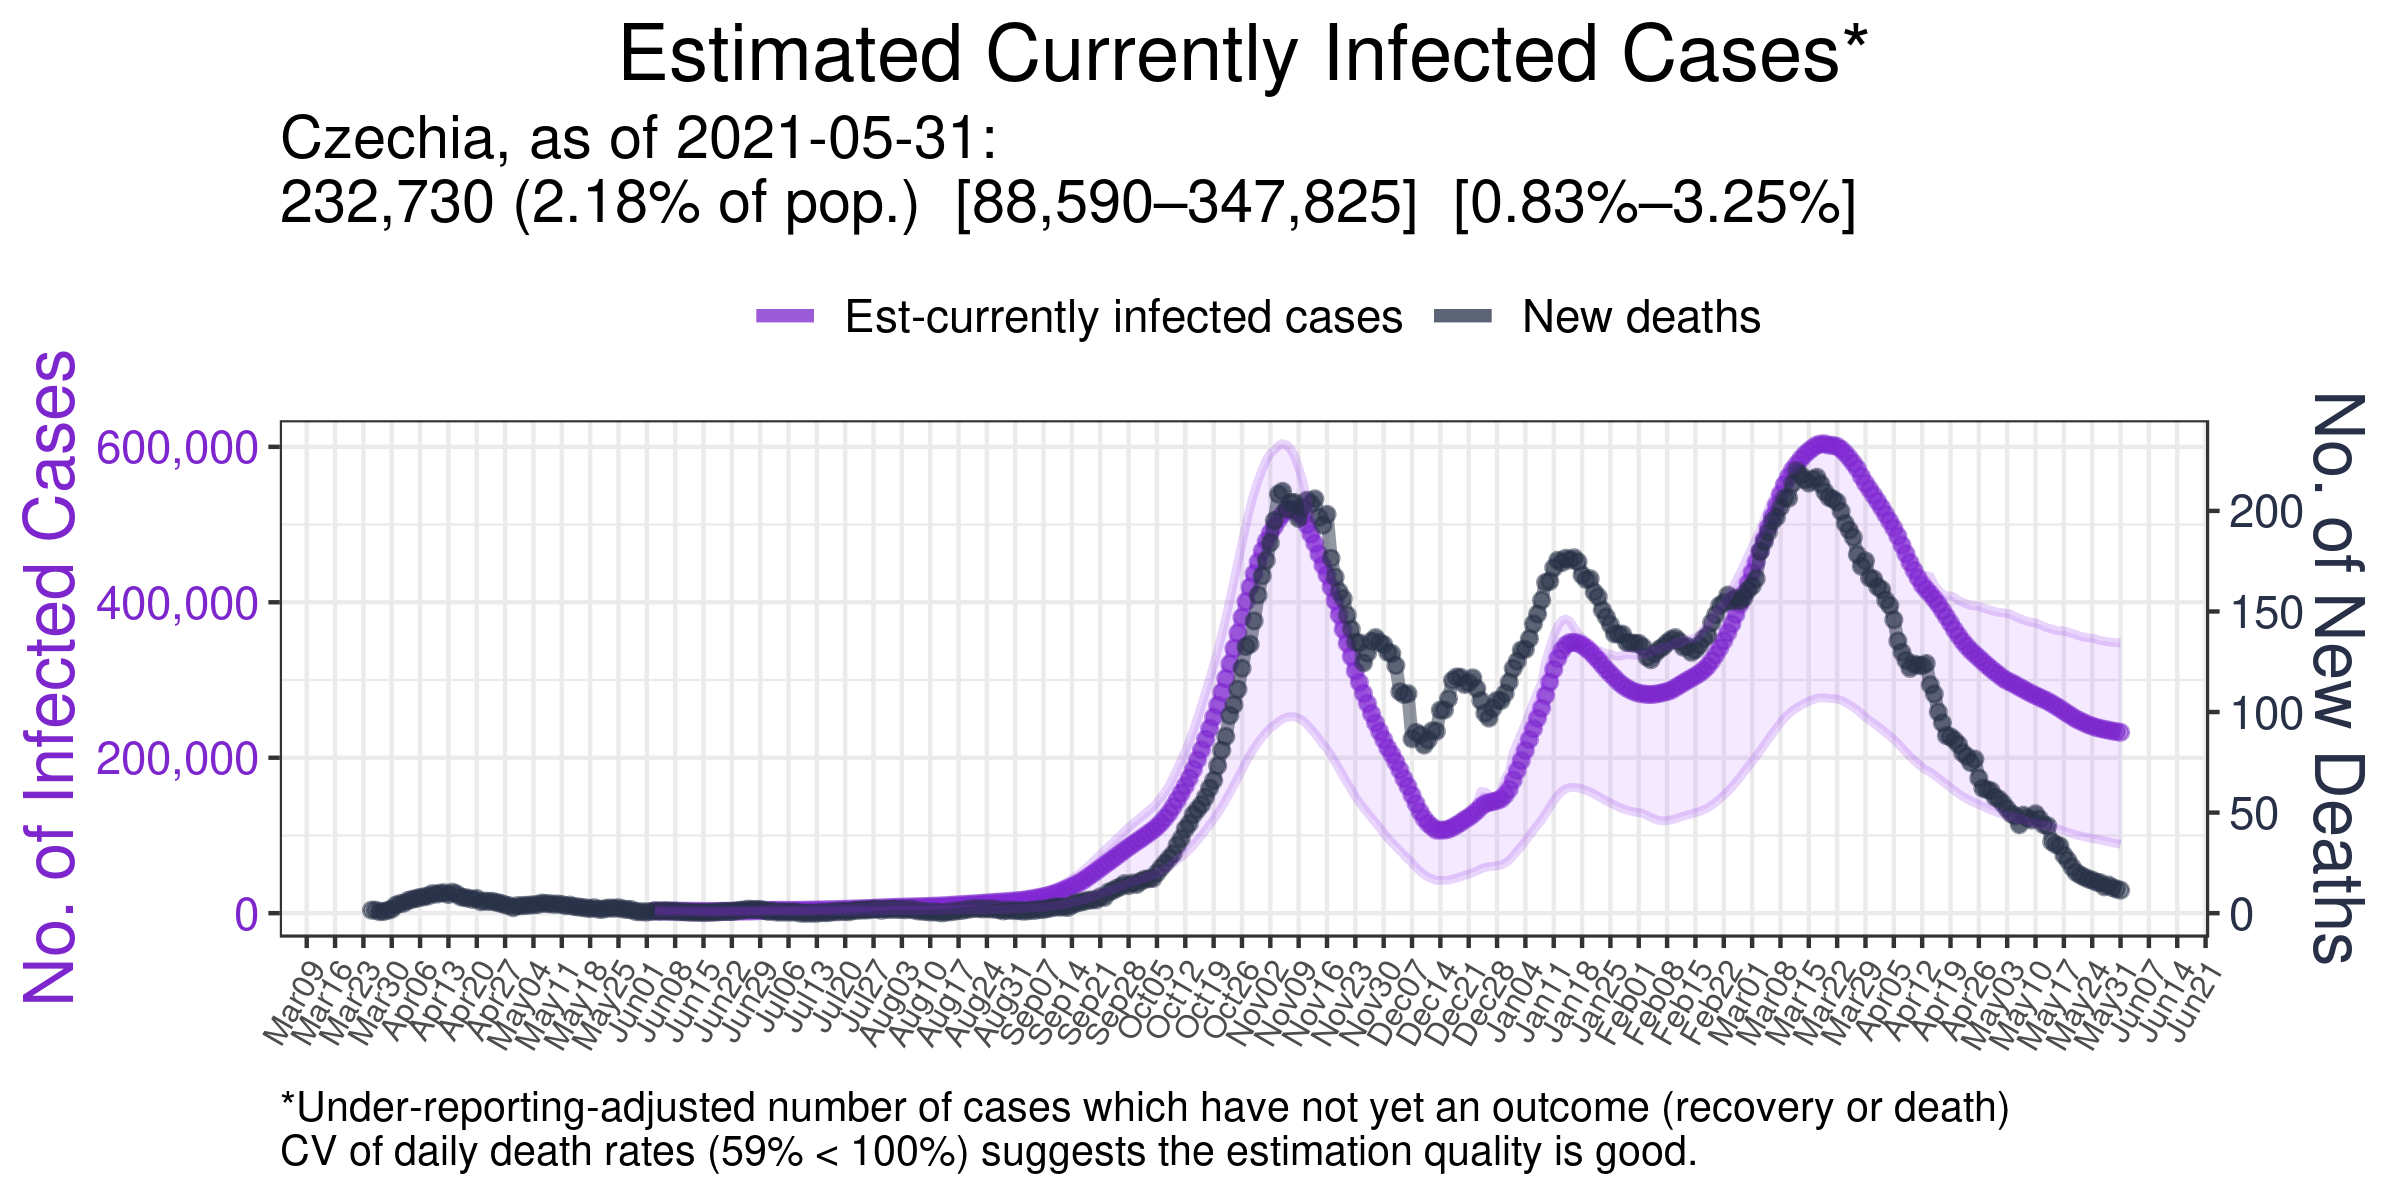 Estimated Currently Infected Cases*
Czechia, as of 2021-05-31:
232,730 (2.18% of pop.) [88,590–347,825] [0.83%–3.25%]
Est-currently infected cases
New deaths
No. of Infected Cases
600,000
400,000
200,000
0
200
150
100
50
0
No. of New Deaths
Mar09
Mar16
Mar23
Mar30
Apr06
Apr13
Apr20
Apr27
May04
May11
May18
May25
Jun01
Jun08
Jun15
Jun22
Jun29
Jul06
Jul13
Jul20
Jul27
Aug03
Aug10
Aug17
Aug24
Aug31
Sep07
Sep14
Sep21
Sep28
Oct05
Oct12
Oct19
Oct26
Nov02
Nov09
Nov16
Nov23
Nov30
Dec07
Dec14
Dec21
Dec28
Jan04
Jan11
Jan18
Jan25
Feb01
Feb08
Feb15
Feb22
Mar01
Mar08
Mar15
Mar22
Mar29
Apr05
Apr12
Apr19
Apr26
May03
May10
May17
May24
May31
Jun07
Jun14
Jun21
*Under-reporting-adjusted number of cases which have not yet an outcome (recovery or death)
CV of daily death rates (59% < 100%) suggests the estimation quality is good.